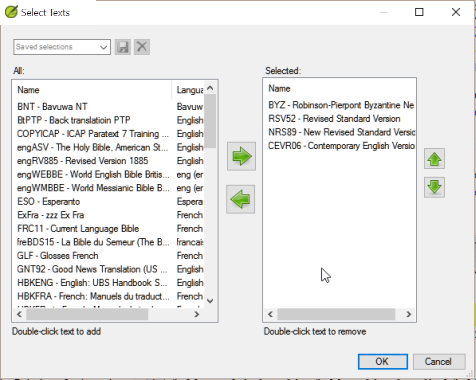 Select Texts
Saved selections
All:
Selected:
Name Langua
BNT - Bavuwa NT Bavuw
BtPTP - Back translatioin PTP English
COPYICAP - ICAP Paratext 7 Training ... English
engASV - The Holy Bible, American St... English
engRV885 - Revised Version 1885 English
engWEBBE - World English Bible Britis... eng (er
engWMBBE - World Messianic Bible B... eng (er
ESO - Esperanto Espera
ExFra - zzz Ex Fra French
FRC11 - Current Language Bible French
freBDS15 - La Bible du Semeur (The B... francais
GLF - Glosses French French
GNT92 - Good News Translation (US ... English
HBKENG - English: UBS Handbook S... English
HBKFRA - French: Manuels du traduct... French
Name
BYZ - Robinson-Pierpont Byzantine Ne
RSV52 - Revised Standard Version
NRS89 - New Revised Standard Version
CEVR06 - Contemporary English Versio
Double-click text to add
Double-click text to remove
OK
Cancel